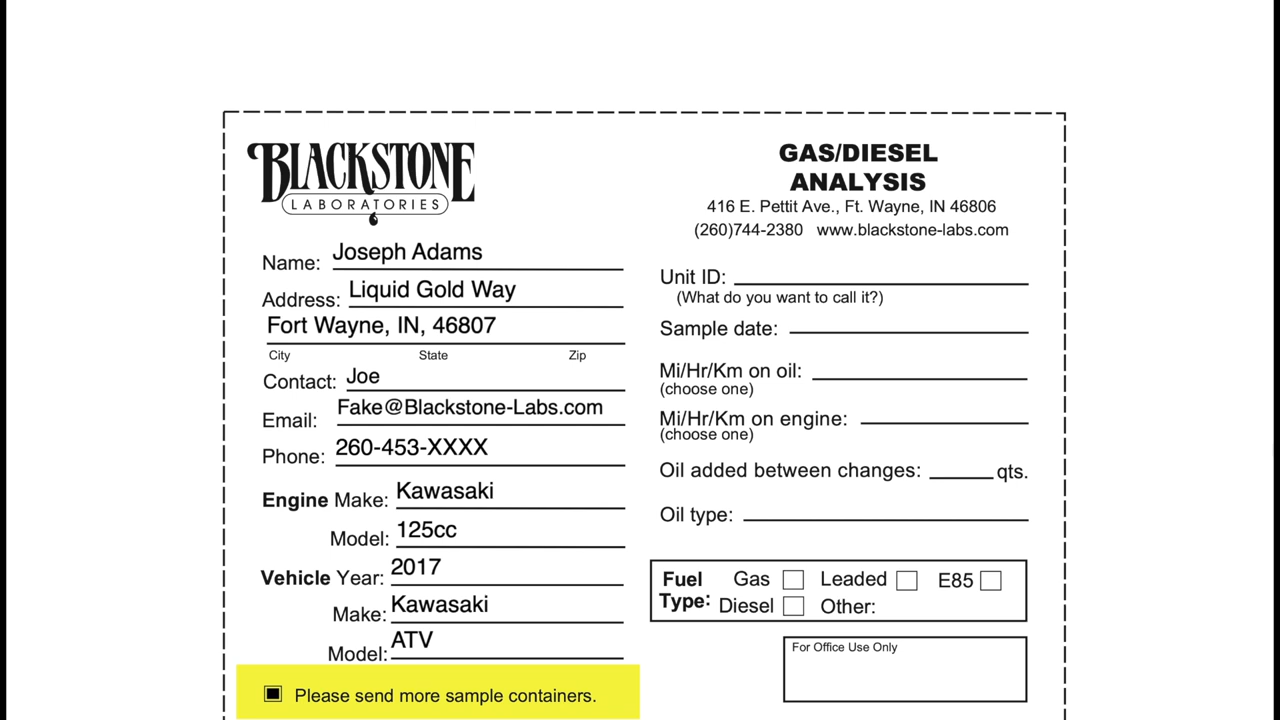 BLACKSTONE
LABORATORIES
GAS/DIESEL
ANALYSIS
416 E. Pettit Ave., Ft. Wayne, IN 46806
(260)744-2380 www.blackstone-labs.com
Name: Joseph Adams
Address: Liquid Gold Way
Fort Wayne, IN, 46807
City State Zip
Contact: Joe
Email: Fake@Blackstone-Labs.com
Phone: 260-453-XXXX
Engine Make: Kawasaki
Model: 125cc
Vehicle Year: 2017
Make: Kawasaki
Model: ATV
Please send more sample containers.
Unit ID:
(What do you want to call it?)
Sample date:
Mi/Hr/Km on oil:
(choose one)
Mi/Hr/Km on engine:
(choose one)
Oil added between changes: qts.
Oil type:
Fuel Gas Leaded E85
Type: Diesel Other:
For Office Use Only